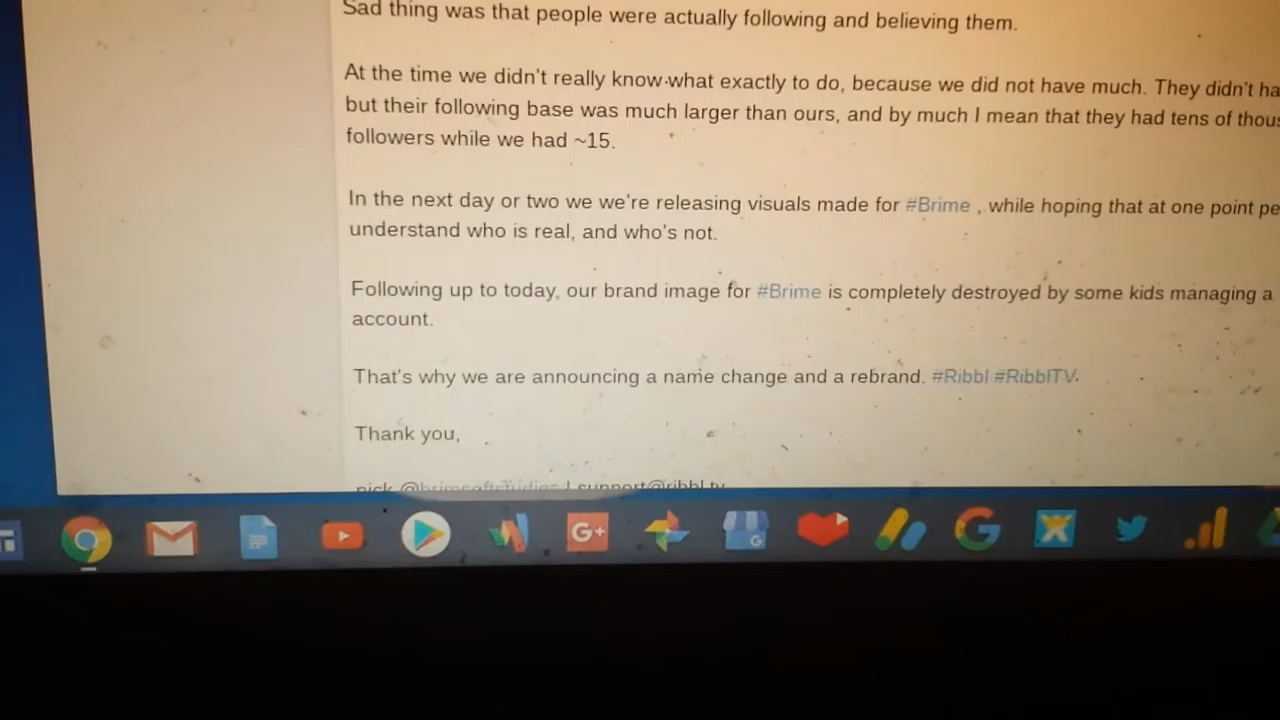 Sad thing was that people were actually following and believing them.
At the time we didn't really know what exactly to do, because we did not have much. They didn't
but their following base was much larger than ours, and by much I mean that they had tens of
followers while we had ~15.
In the next day or two we we're releasing visuals made for #Brime , while hoping that at one point
understand who is real, and who's not.
Following up to today, our brand image for #Brime is completely destroyed by some kids managing a
account.
That's why we are announcing a name change and a rebrand. #Ribbl #RibblTV.
Thank you,
nick @brimsoftstudios | support@ribbl.tv
G+
G